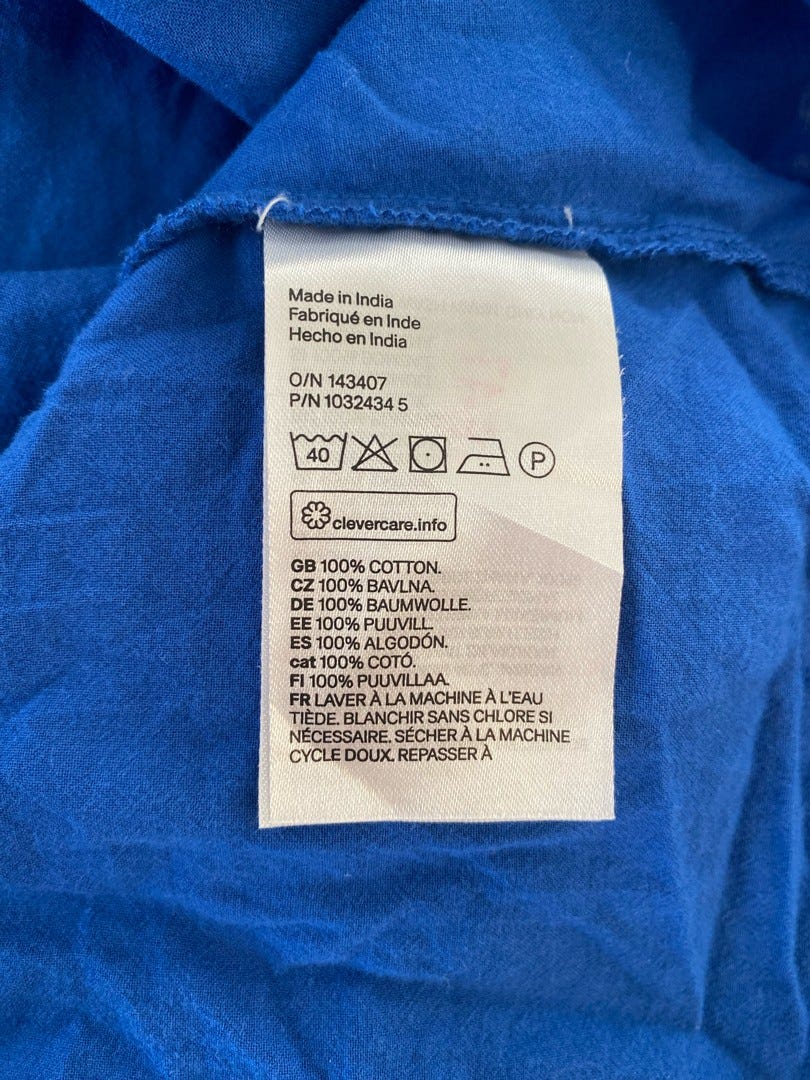 Made in India
Fabriqué en Inde
Hecho en India
O/N 143407
P/N 1032434 5
40 P
clevercare.info
GB 100% COTTON.
CZ 100% BAVLNA.
DE 100% BAUMWOLLE.
EE 100% PUUVILL.
ES 100% ALGODÓN.
cat 100% COTÓ.
FI 100% PUUVILLAA.
FR LAVER À LA MACHINE À L'EAU
TIÈDE. BLANCHIR SANS CHLORE SI
NÉCESSAIRE. SÉCHER À LA MACHINE
CYCLE DOUX. REPASSER À